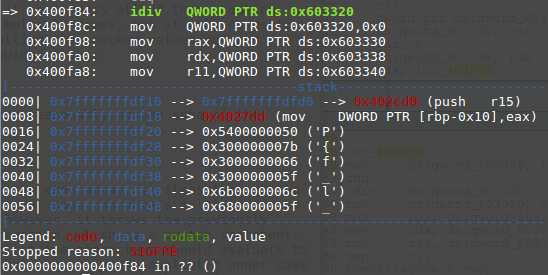 => 0x400f84: idiv QWORD PTR ds:0x603320
0x400f8c: mov QWORD PTR ds:0x603320,0x0
0x400f98: mov rax,QWORD PTR ds:0x603330
0x400fa0: mov rdx,QWORD PTR ds:0x603338
0x400fa8: mov r11,QWORD PTR ds:0x603340
stack
0000| 0x7fffffffdf10 --> 0x7fffffffdfd0 --> 0x402cd0 (push r15)
0008| 0x7fffffffdf18 --> 0x4027dd (mov DWORD PTR [rbp-0x10],eax)
0016| 0x7fffffffdf20 --> 0x5400000050 ('P')
0024| 0x7fffffffdf28 --> 0x300000007b ('{')
0032| 0x7fffffffdf30 --> 0x3000000066 ('f')
0040| 0x7fffffffdf38 --> 0x300000005f ('_')
0048| 0x7fffffffdf40 --> 0x6b0000006c ('l')
0056| 0x7fffffffdf48 --> 0x680000005f ('_')
Legend: code, data, rodata, value
Stopped reason: SIGFPE
0x0000000000400f84 in ?? ()